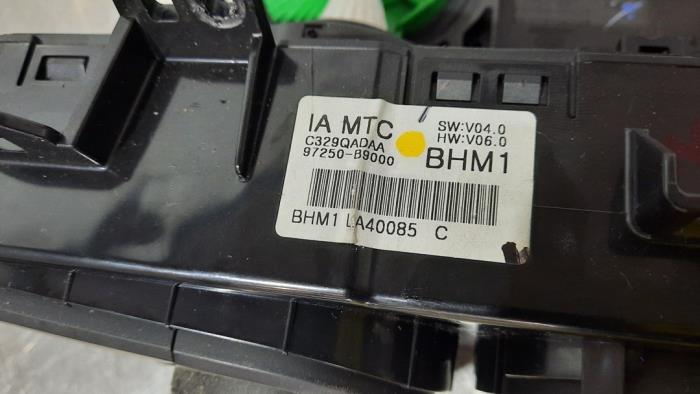 IA MTC
SW:V04.0
C329QADAA
HW:V06.0
97250-B9000
BHM1
BHM1 LA40085 C